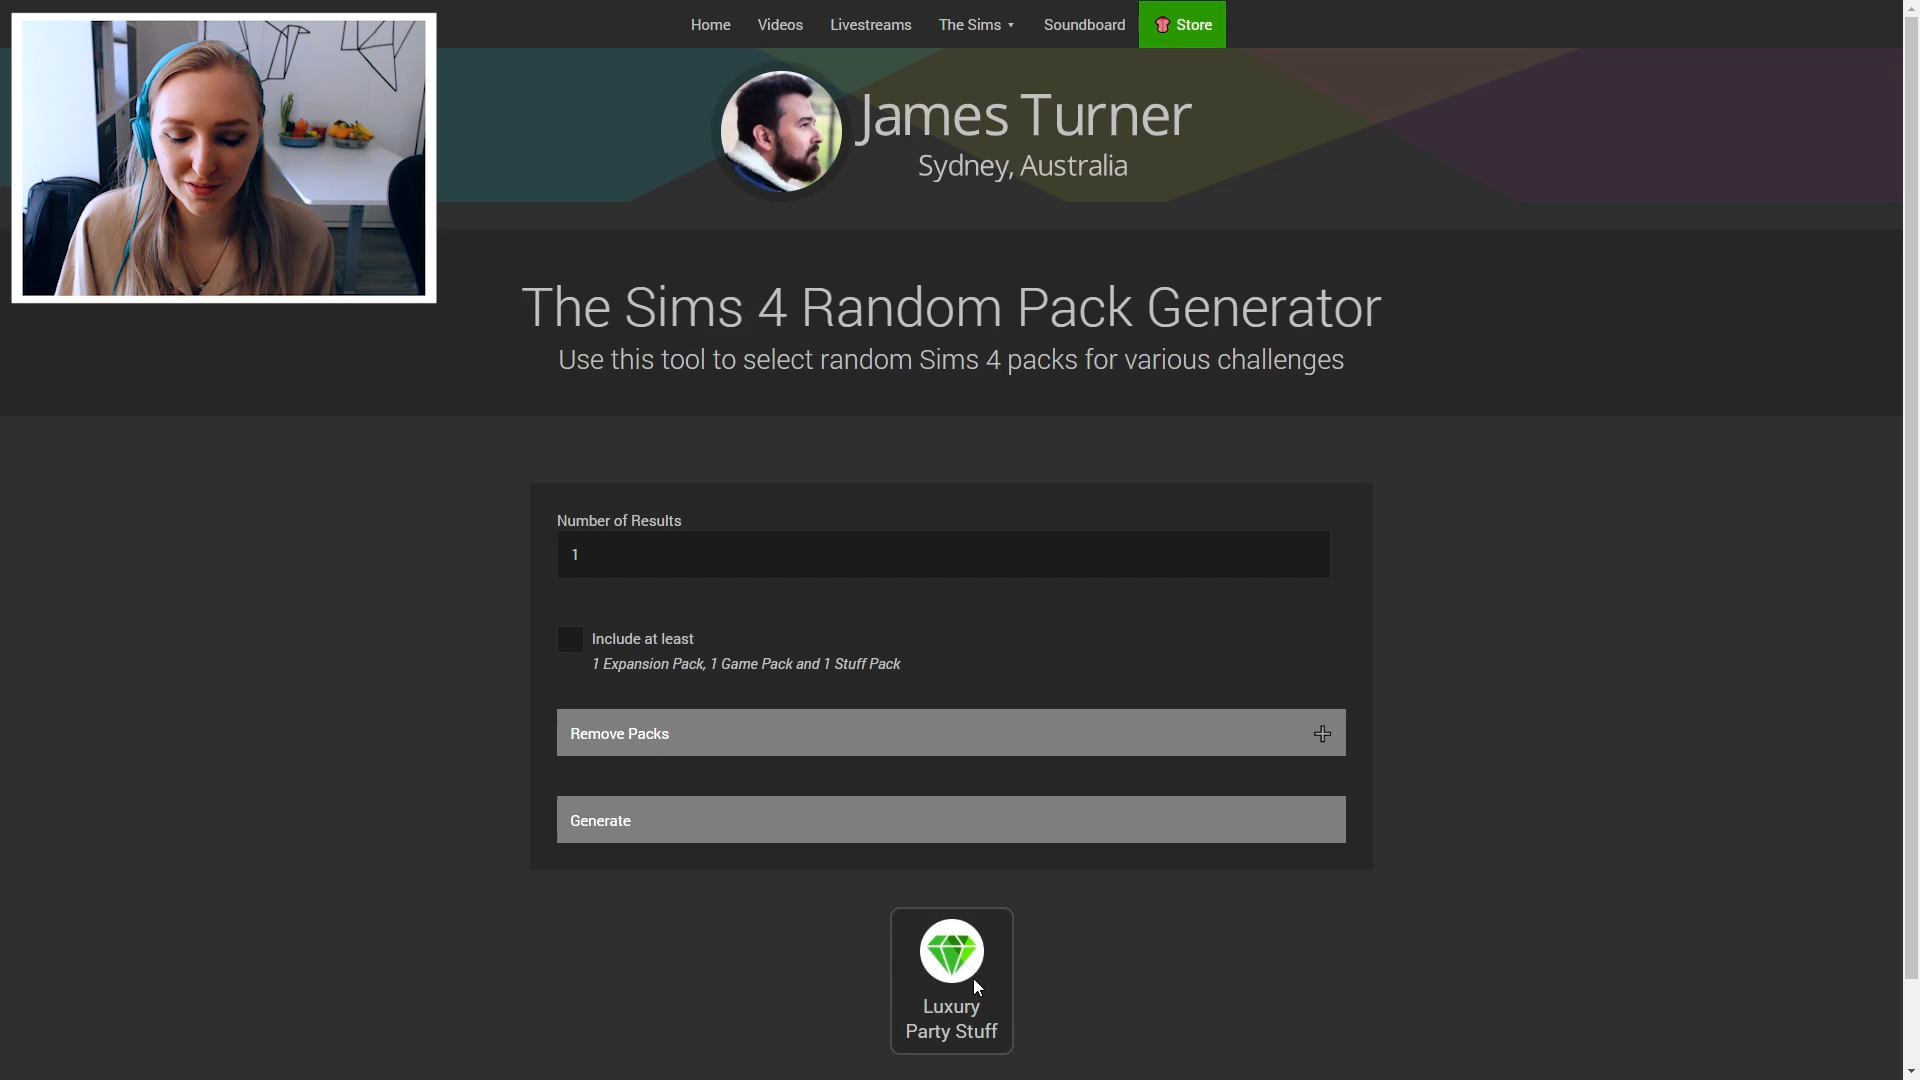 Home
Videos
Livestreams
The Sims
Soundboard
Store
James Turner
Sydney, Australia
The Sims 4 Random Pack Generator
Use this tool to select random Sims 4 packs for various challenges
Number of Results
1
Include at least
1 Expansion Pack, 1 Game Pack and 1 Stuff Pack
Remove Packs
Generate
Luxury
Party Stuff